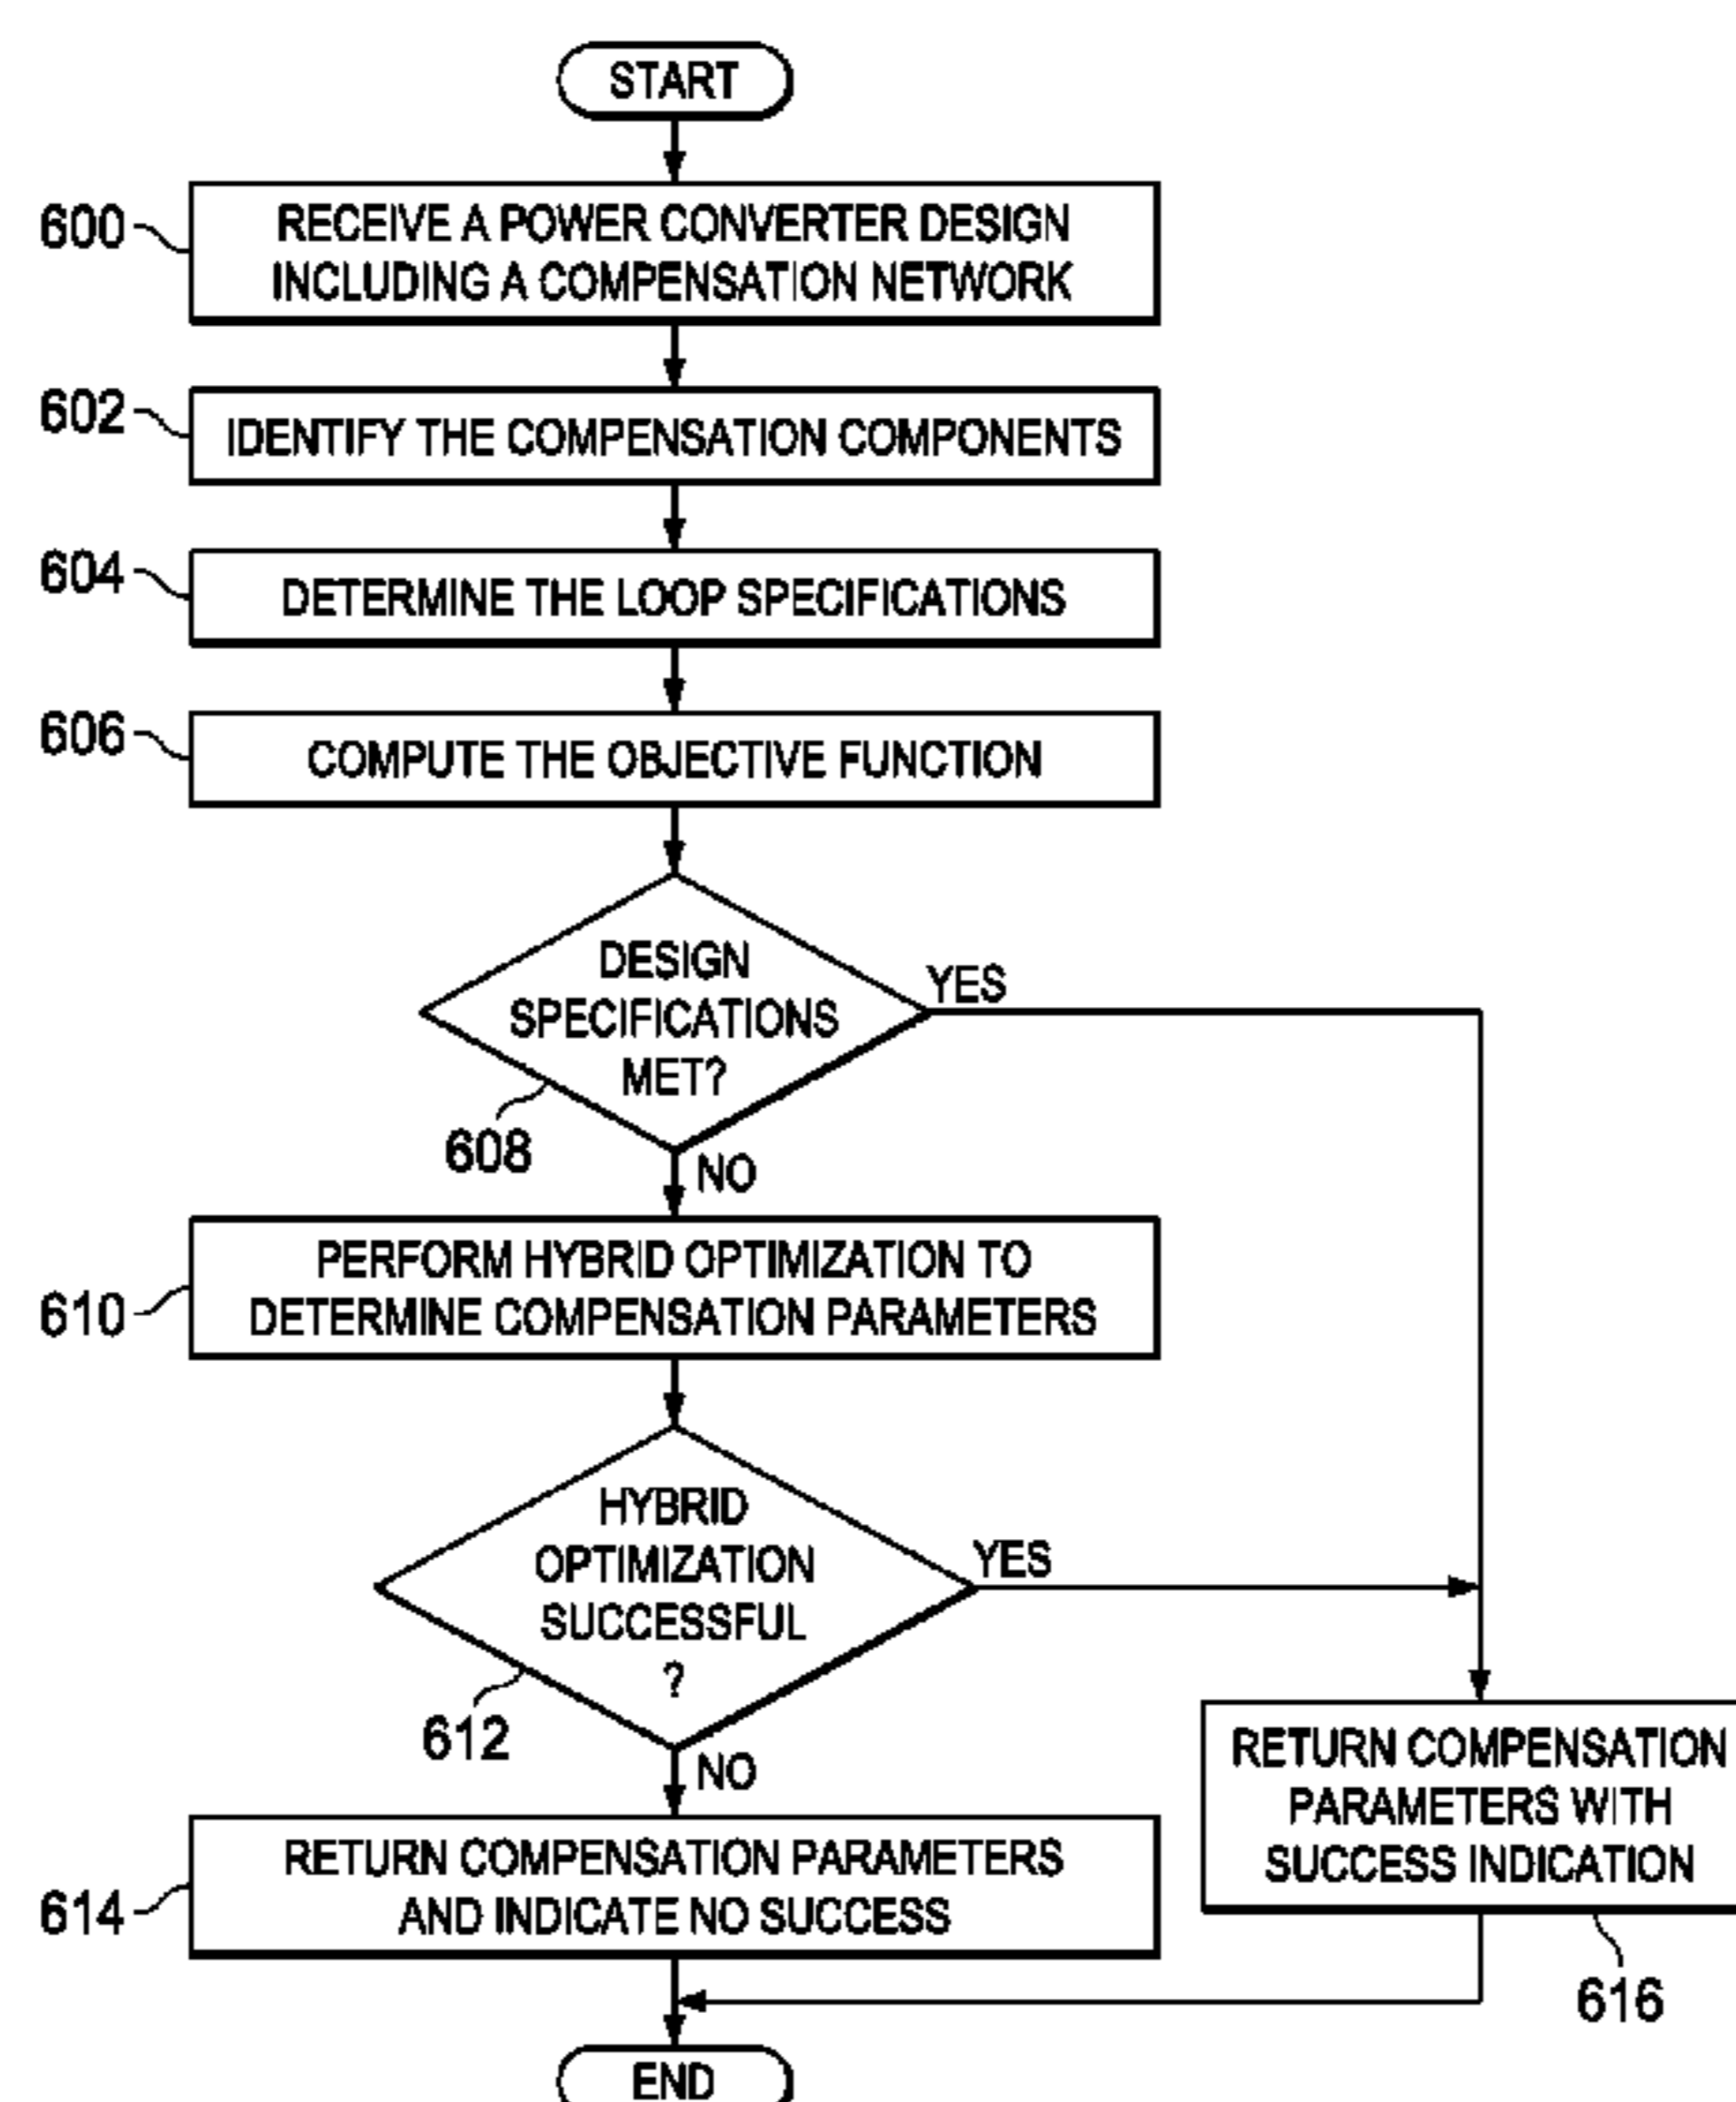 START
600
RECEIVE A POWER CONVERTER DESIGN
INCLUDING A COMPENSATION NETWORK
602
IDENTIFY THE COMPENSATION COMPONENTS
604
DETERMINE THE LOOP SPECIFICATIONS
606
COMPUTE THE OBJECTIVE FUNCTION
DESIGN
SPECIFICATIONS
MET?
YES
608
NO
610
PERFORM HYBRID OPTIMIZATION TO
DETERMINE COMPENSATION PARAMETERS
HYBRID
OPTIMIZATION
SUCCESSFUL
?
YES
612
NO
614
RETURN COMPENSATION PARAMETERS
AND INDICATE NO SUCCESS
RETURN COMPENSATION
PARAMETERS WITH
SUCCESS INDICATION
616
END